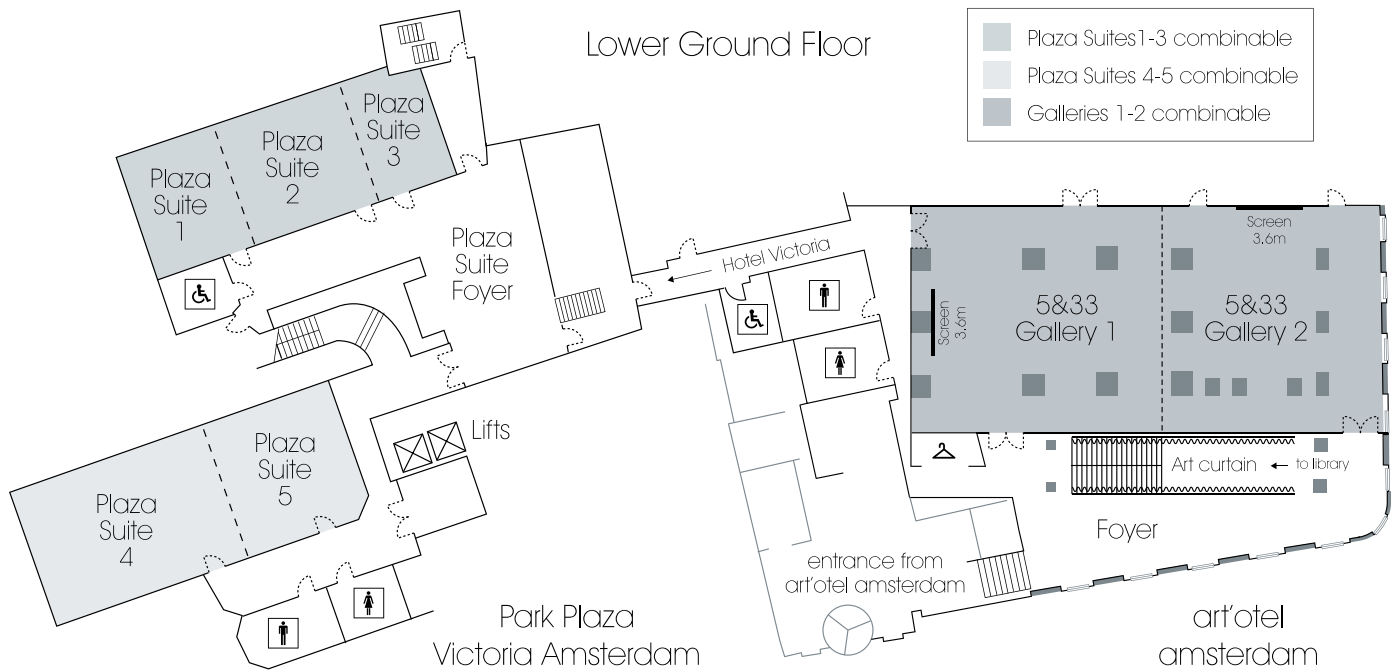 Lower Ground Floor
Plaza Suites1-3 combinable
Plaza Suites 4-5 combinable
Galleries 1-2 combinable
Plaza
Suite
1
Plaza
Suite
2
Plaza
Suite
3
Plaza
Suite
Foyer
Hotel Victoria
Screen
3.6m
5&33
Gallery 1
Screen
3.6m
5&33
Gallery 2
Plaza
Suite
4
Plaza
Suite
5
Lifts
Art curtain
to library
Foyer
entrance from
art'otel amsterdam
Park Plaza
Victoria Amsterdam
art'otel
amsterdam